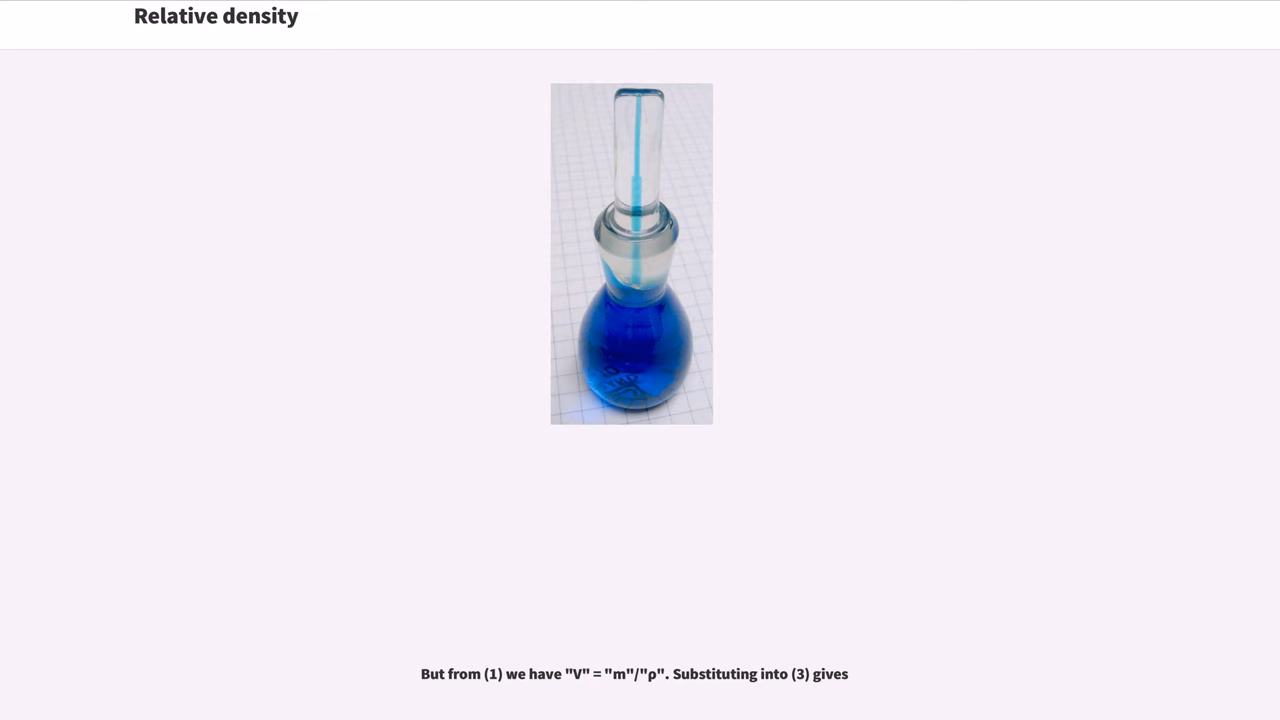 Relative density
But from (1) we have "V" = "m"/"ρ". Substituting into (3) gives